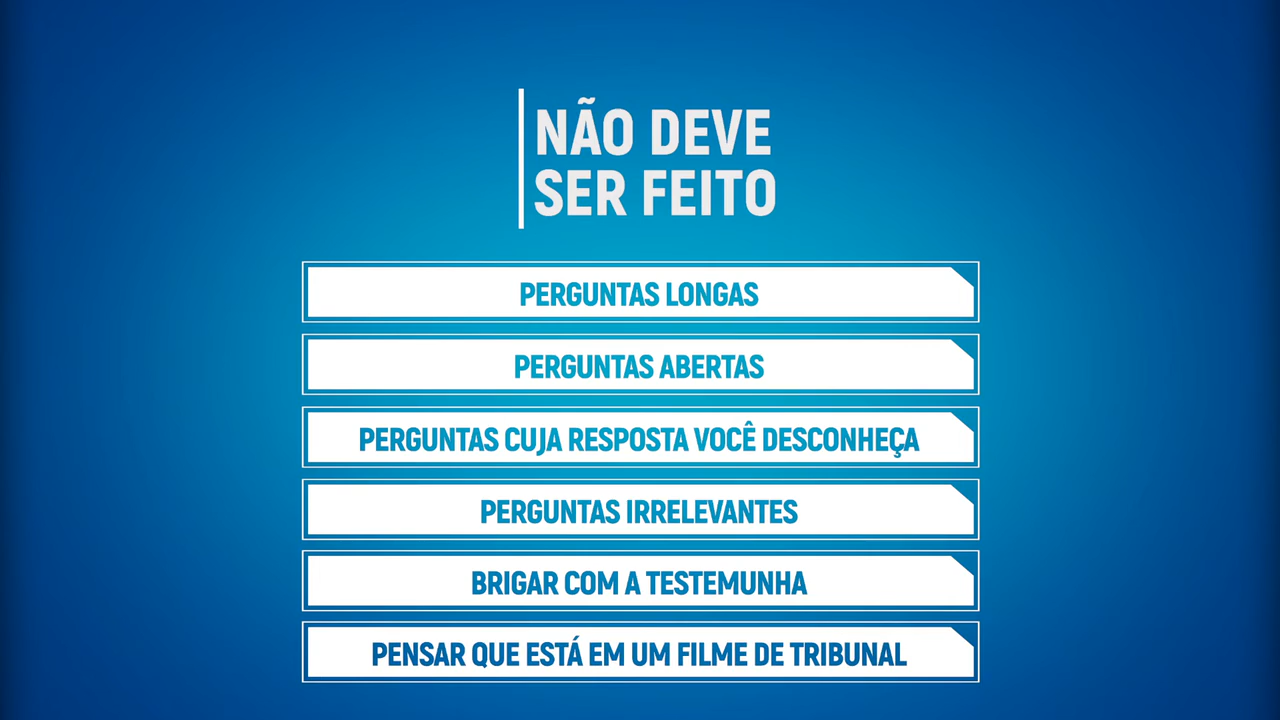 NÃO DEVE
SER FEITO
PERGUNTAS LONGAS
PERGUNTAS ABERTAS
PERGUNTAS CUJA RESPOSTA VOCÊ DESCONHEÇA
PERGUNTAS IRRELEVANTES
BRIGAR COM A TESTEMUNHA
PENSAR QUE ESTÁ EM UM FILME DE TRIBUNAL